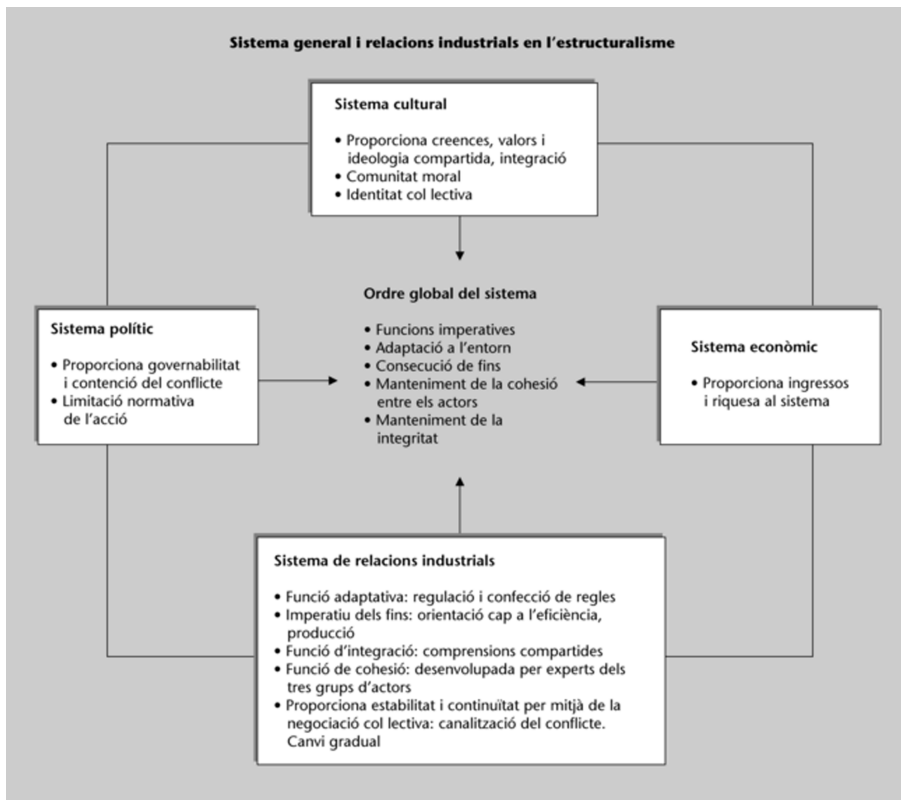 Sistema general i relacions industrials en l’estructuralisme
Sistema cultural
• Proporciona creences, valors i
ideologia compartida, integració
• Comunitat moral
• Identitat col lectiva
Ordre global del sistema
• Funcions imperatives
• Adaptació a l’entorn
• Consecució de fins
• Manteniment de la cohesió
entre els actors
• Manteniment de la
integritat
Sistema polític
• Proporciona governabilitat
i contenció del conflicte
• Limitació normativa
de l’acció
Sistema econòmic
• Proporciona ingressos
i riquesa al sistema
Sistema de relacions industrials
• Funció adaptativa: regulació i confecció de regles
• Imperatiu dels fins: orientació cap a l’eficiència,
producció
• Funció d’integració: comprensions compartides
• Funció de cohesió: desenvolupada per experts dels
tres grups d’actors
• Proporciona estabilitat i continuïtat per mitjà de la
negociació col lectiva: canalització del conflicte.
Canvi gradual